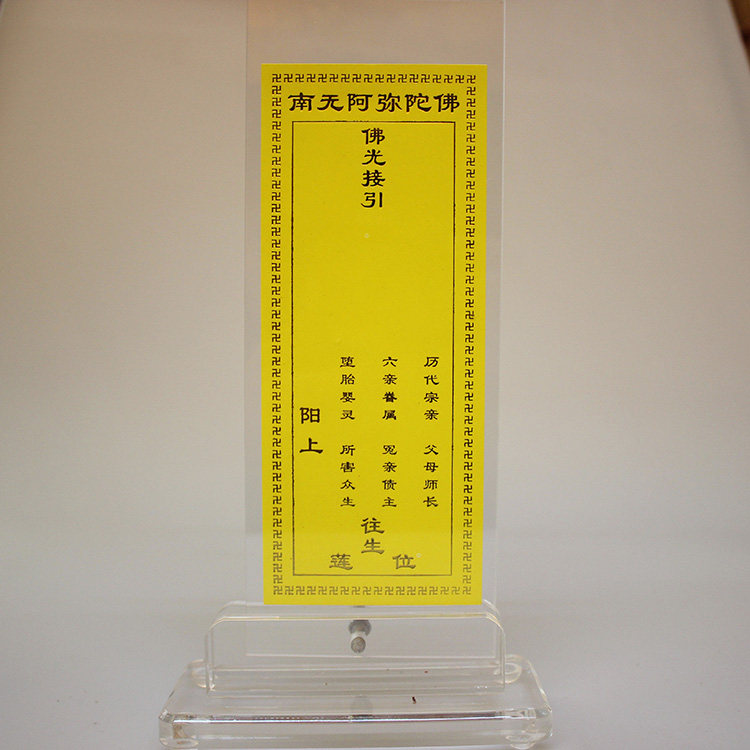 南无阿弥陀佛
佛光接引
历代宗亲 父母师长
六亲眷属 冤亲债主
堕胎婴灵 所害众生
阳上
往生
莲位